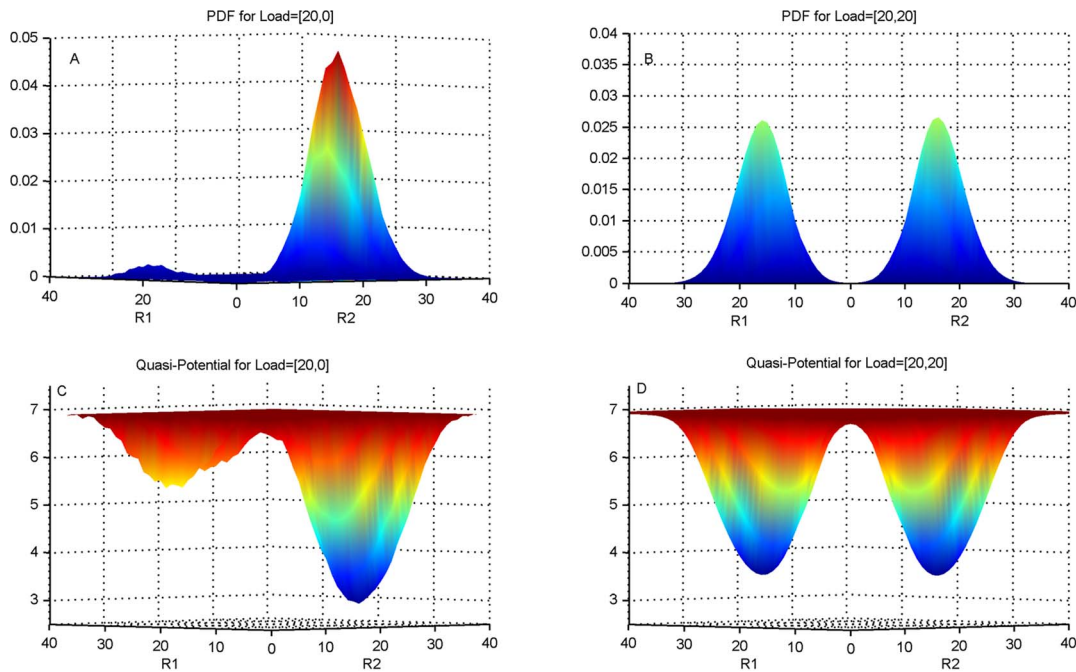 PDF for Load=[20,0]
A
0.05
0.04
0.03
0.02
0.01
0
40 20 0 10 20 30 40
R1 R2
PDF for Load=[20,20]
B
0.04
0.035
0.03
0.025
0.02
0.015
0.01
0.005
0
40 30 20 10 0 10 20 30 40
R1 R2
Quasi-Potential for Load=[20,0]
C
7
6
5
4
3
40 30 20 10 0 10 20 30 40
R1 R2
Quasi-Potential for Load=[20,20]
D
7
6
5
4
3
40 30 20 10 0 10 20 30 40
R1 R2